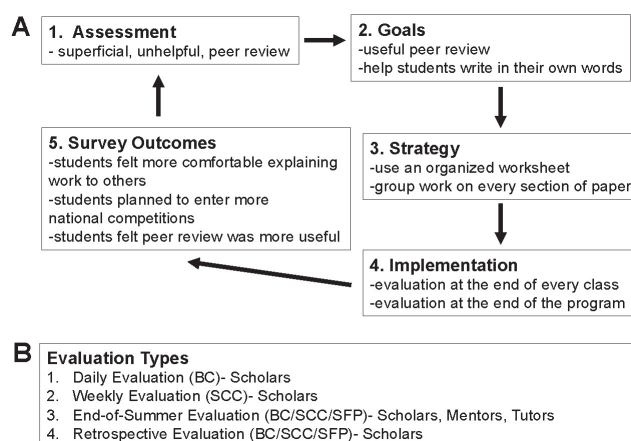 A
1. Assessment
- superficial, unhelpful, peer review
2. Goals
-useful peer review
-help students write in their own words
3. Strategy
-use an organized worksheet
-group work on every section of paper
4. Implementation
-evaluation at the end of every class
-evaluation at the end of the program
5. Survey Outcomes
-students felt more comfortable explaining
work to others
-students planned to enter more
national competitions
-students felt peer review was more useful
B
Evaluation Types
1. Daily Evaluation (BC)- Scholars
2. Weekly Evaluation (SCC)- Scholars
3. End-of-Summer Evaluation (BC/SCC/SFP)- Scholars, Mentors, Tutors
4. Retrospective Evaluation (BC/SCC/SFP)- Scholars